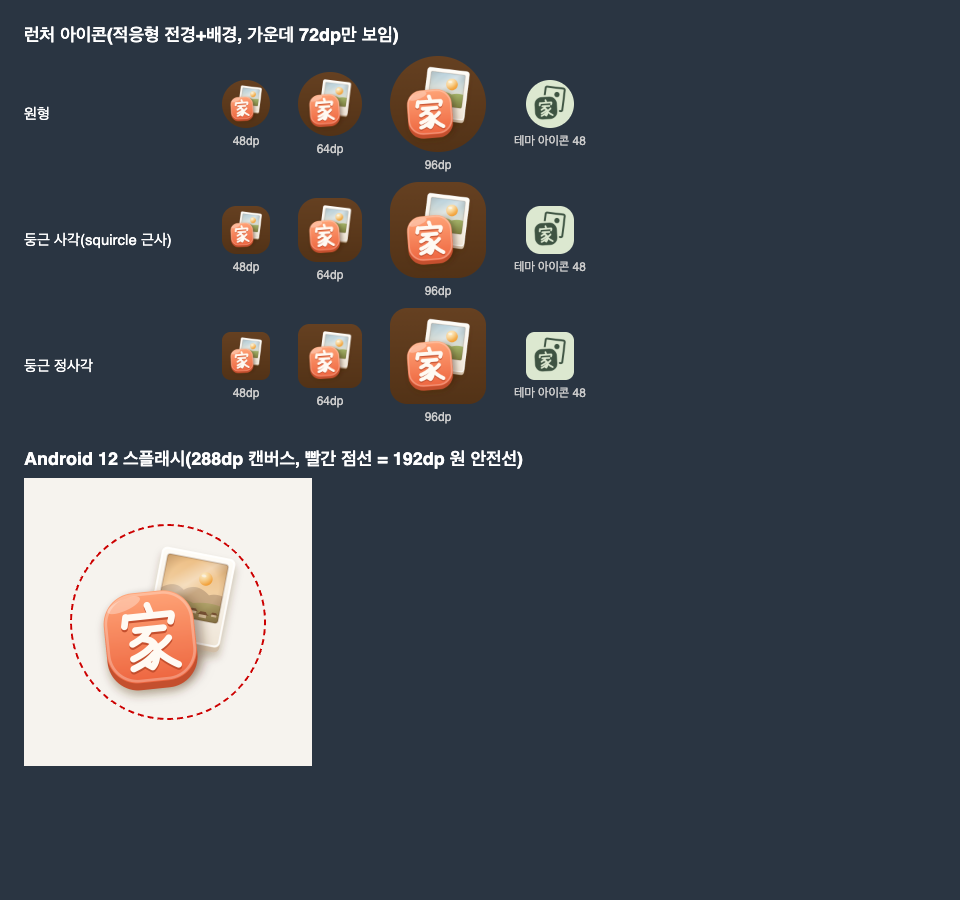 런처 아이콘(적응형 전경+배경, 가운데 72dp만 보임)
원형
家
家
家
家
48dp
64dp
96dp
테마 아이콘 48
둥근 사각(squircle 근사)
家
家
家
家
48dp
64dp
96dp
테마 아이콘 48
둥근 정사각
家
家
家
家
48dp
64dp
96dp
테마 아이콘 48
Android 12 스플래시(288dp 캔버스, 빨간 점선 = 192dp 원 안전선)
家